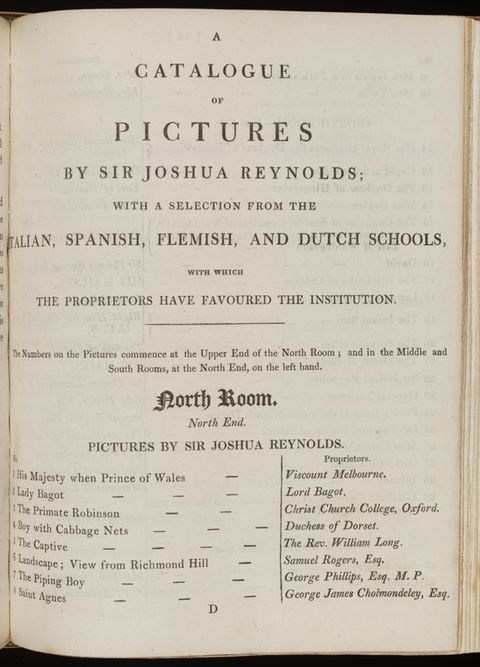 A
CATALOGUE
OF
PICTURES
BY SIR JOSHUA REYNOLDS;
WITH A SELECTION FROM THE
ITALIAN, SPANISH, FLEMISH, AND DUTCH SCHOOLS,
WITH WHICH
THE PROPRIETORS HAVE FAVOURED THE INSTITUTION.
The Numbers on the Pictures commence at the Upper End of the North Room; and in the Middle and
South Rooms, at the North End, on the left hand.
North Room.
North End.
PICTURES BY SIR JOSHUA REYNOLDS.
Proprietors.
1 His Majesty when Prince of Wales — Viscount Melbourne.
2 Lady Bagot — — — Lord Bagot.
3 The Primate Robinson — — Christ Church College, Oxford.
4 Boy with Cabbage Nets — — — Duchess of Dorset.
5 The Captive — — — — The Rev. William Long.
6 Landscape; View from Richmond Hill — Samuel Rogers, Esq.
7 The Piping Boy — — — George Phillips, Esq. M. P.
8 Saint Agnes — — — George James Cholmondeley, Esq.
D